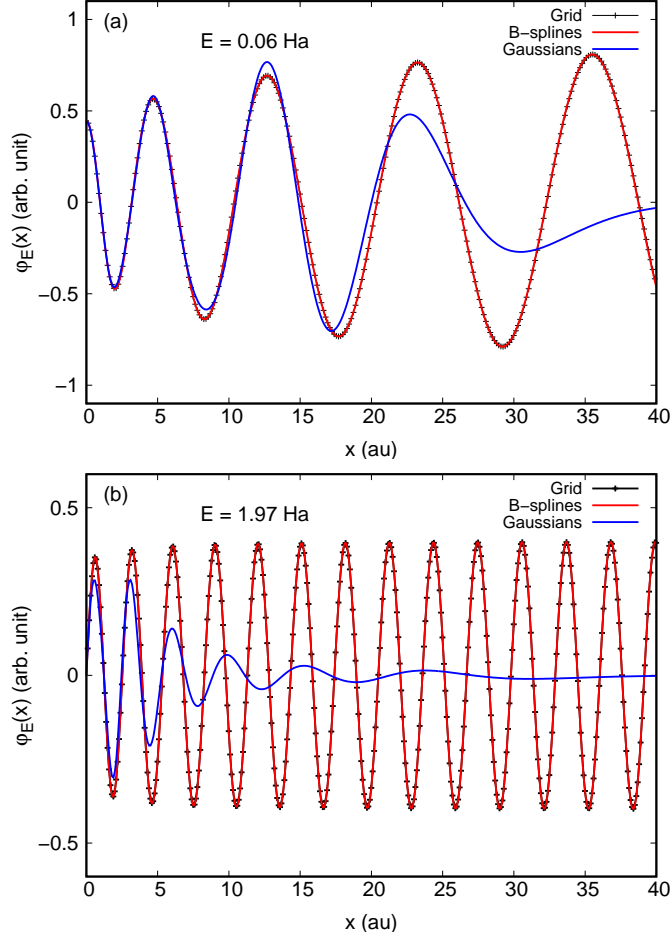 (a)
E = 0.06 Ha
Grid
B−splines
Gaussians
1
0.5
0
−0.5
−1
φE(x) (arb. unit)
0 5 10 15 20 25 30 35 40
x (au)
(b)
E = 1.97 Ha
Grid
B−splines
Gaussians
0.5
0
−0.5
φE(x) (arb. unit)
0 5 10 15 20 25 30 35 40
x (au)